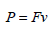 P = Fv